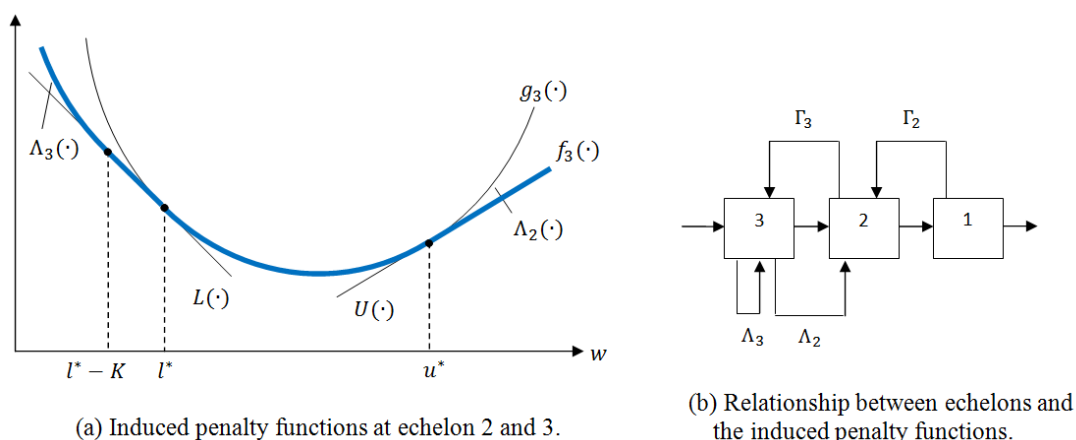 g₃(·)
f₃(·)
Λ₃(·)
Λ₂(·)
L(·)
U(·)
l* − K
l*
u*
w
(a) Induced penalty functions at echelon 2 and 3.
Γ₃
Γ₂
3
2
1
Λ₃
Λ₂
(b) Relationship between echelons and
the induced penalty functions.